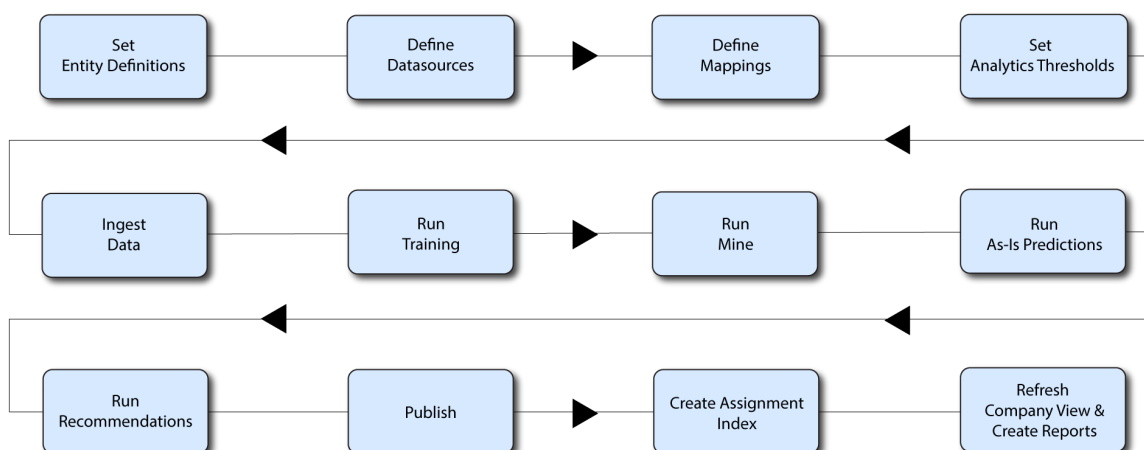 Set
Entity Definitions
Define
Datasources
Define
Mappings
Set
Analytics Thresholds
Ingest
Data
Run
Training
Run
Mine
Run
As-Is Predictions
Run
Recommendations
Publish
Create Assignment
Index
Refresh
Company View &
Create Reports